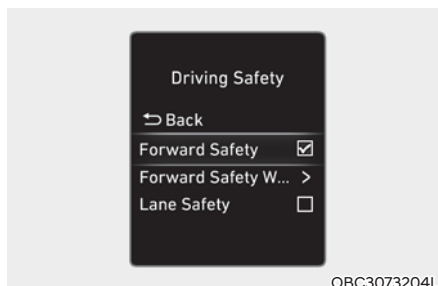 Driving Safety
Back
Forward Safety
Forward Safety W...
Lane Safety
OBC3073204L